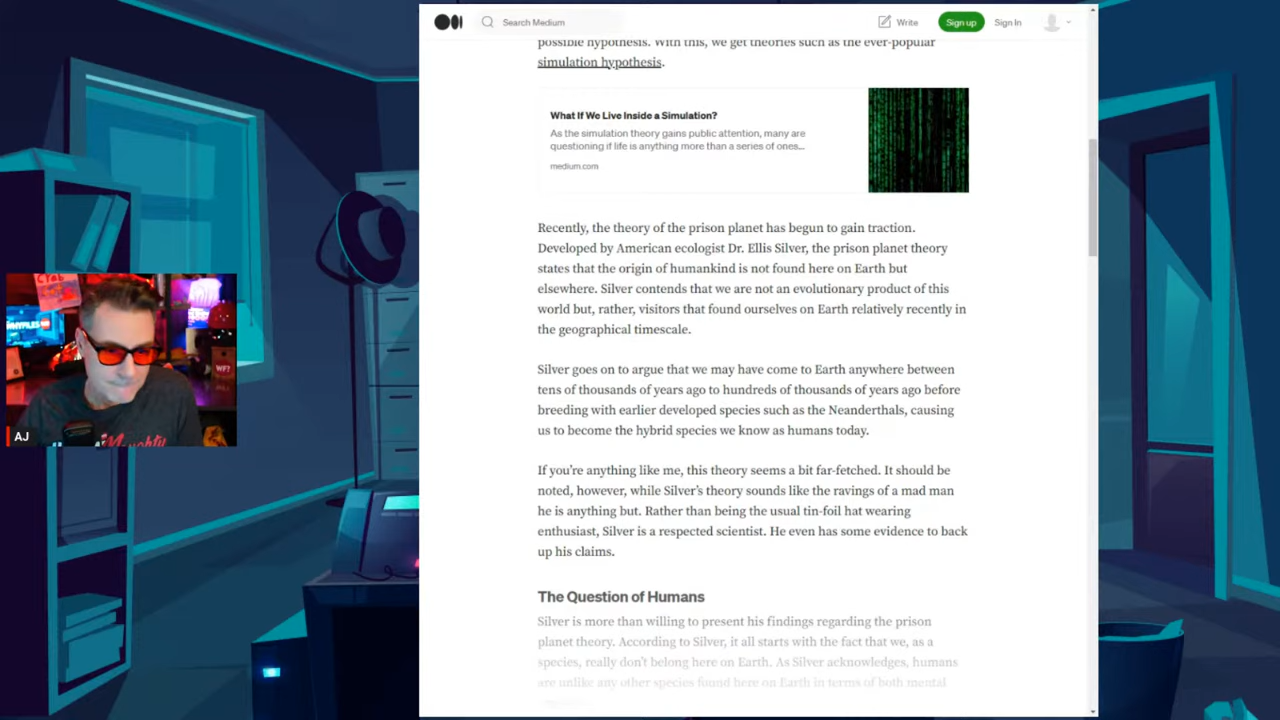 Search Medium
Write
Sign up
Sign In
possible hypothesis. With this, we get theories such as the ever-popular
simulation hypothesis.
What If We Live Inside a Simulation?
As the simulation theory gains public attention, many are
questioning if life is anything more than a series of ones...
medium.com
Recently, the theory of the prison planet has begun to gain traction.
Developed by American ecologist Dr. Ellis Silver, the prison planet theory
states that the origin of humankind is not found here on Earth but
elsewhere. Silver contends that we are not an evolutionary product of this
world but, rather, visitors that found ourselves on Earth relatively recently in
the geographical timescale.
Silver goes on to argue that we may have come to Earth anywhere between
tens of thousands of years ago to hundreds of thousands of years ago before
breeding with earlier developed species such as the Neanderthals, causing
us to become the hybrid species we know as humans today.
If you're anything like me, this theory seems a bit far-fetched. It should be
noted, however, while Silver's theory sounds like the ravings of a mad man
he is anything but. Rather than being the usual tin-foil hat wearing
enthusiast, Silver is a respected scientist. He even has some evidence to back
up his claims.
The Question of Humans
Silver is more than willing to present his findings regarding the prison
planet theory. According to Silver, it all starts with the fact that we, as a
species, really don't belong here on Earth. As Silver acknowledges, humans
are unlike any other species found here on Earth in terms of both mental
WF?
AJ